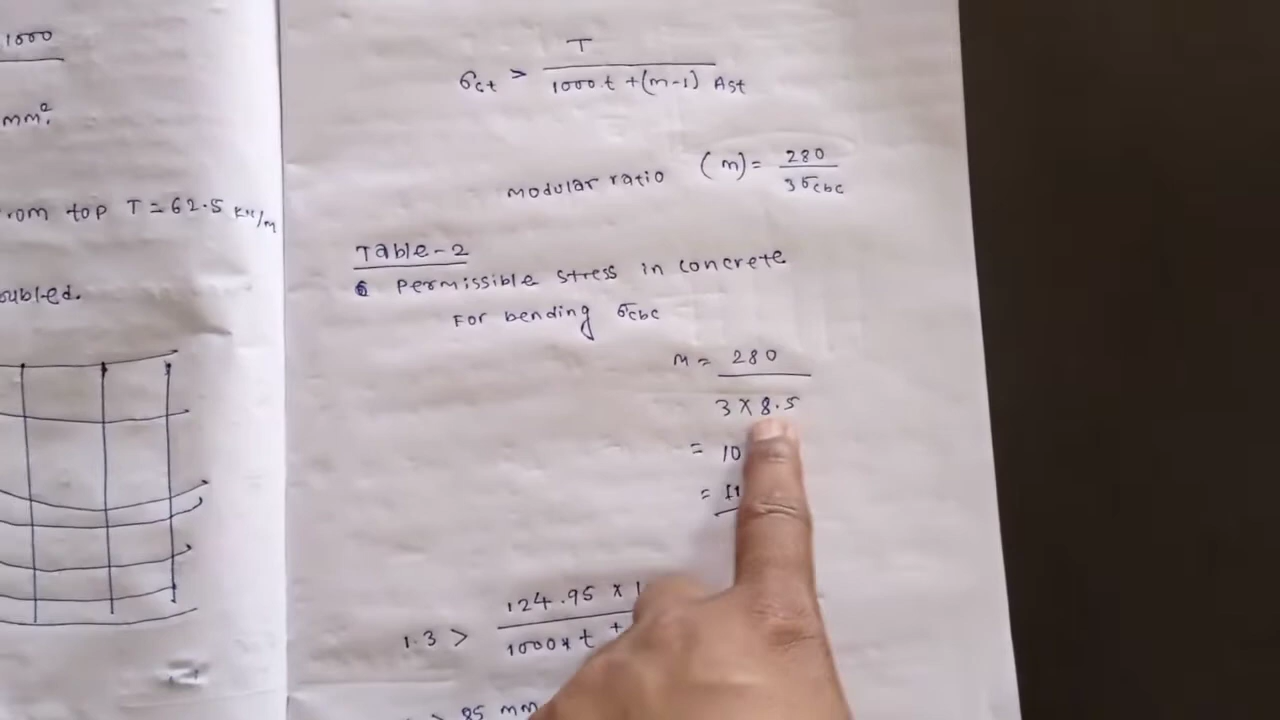 1000
mm²
rom top T = 62.5 KN/m
oubled.
σct > T / 1000.t + (m-1) Ast
modular ratio (m) = 280 / 3σcbc
Table-2
Permissible stress in concrete
For bending σcbc
m = 280 / 3 x 8.5
= 10
1.3 > 124.95 x 1 / 1000 x t +
> 85 mm